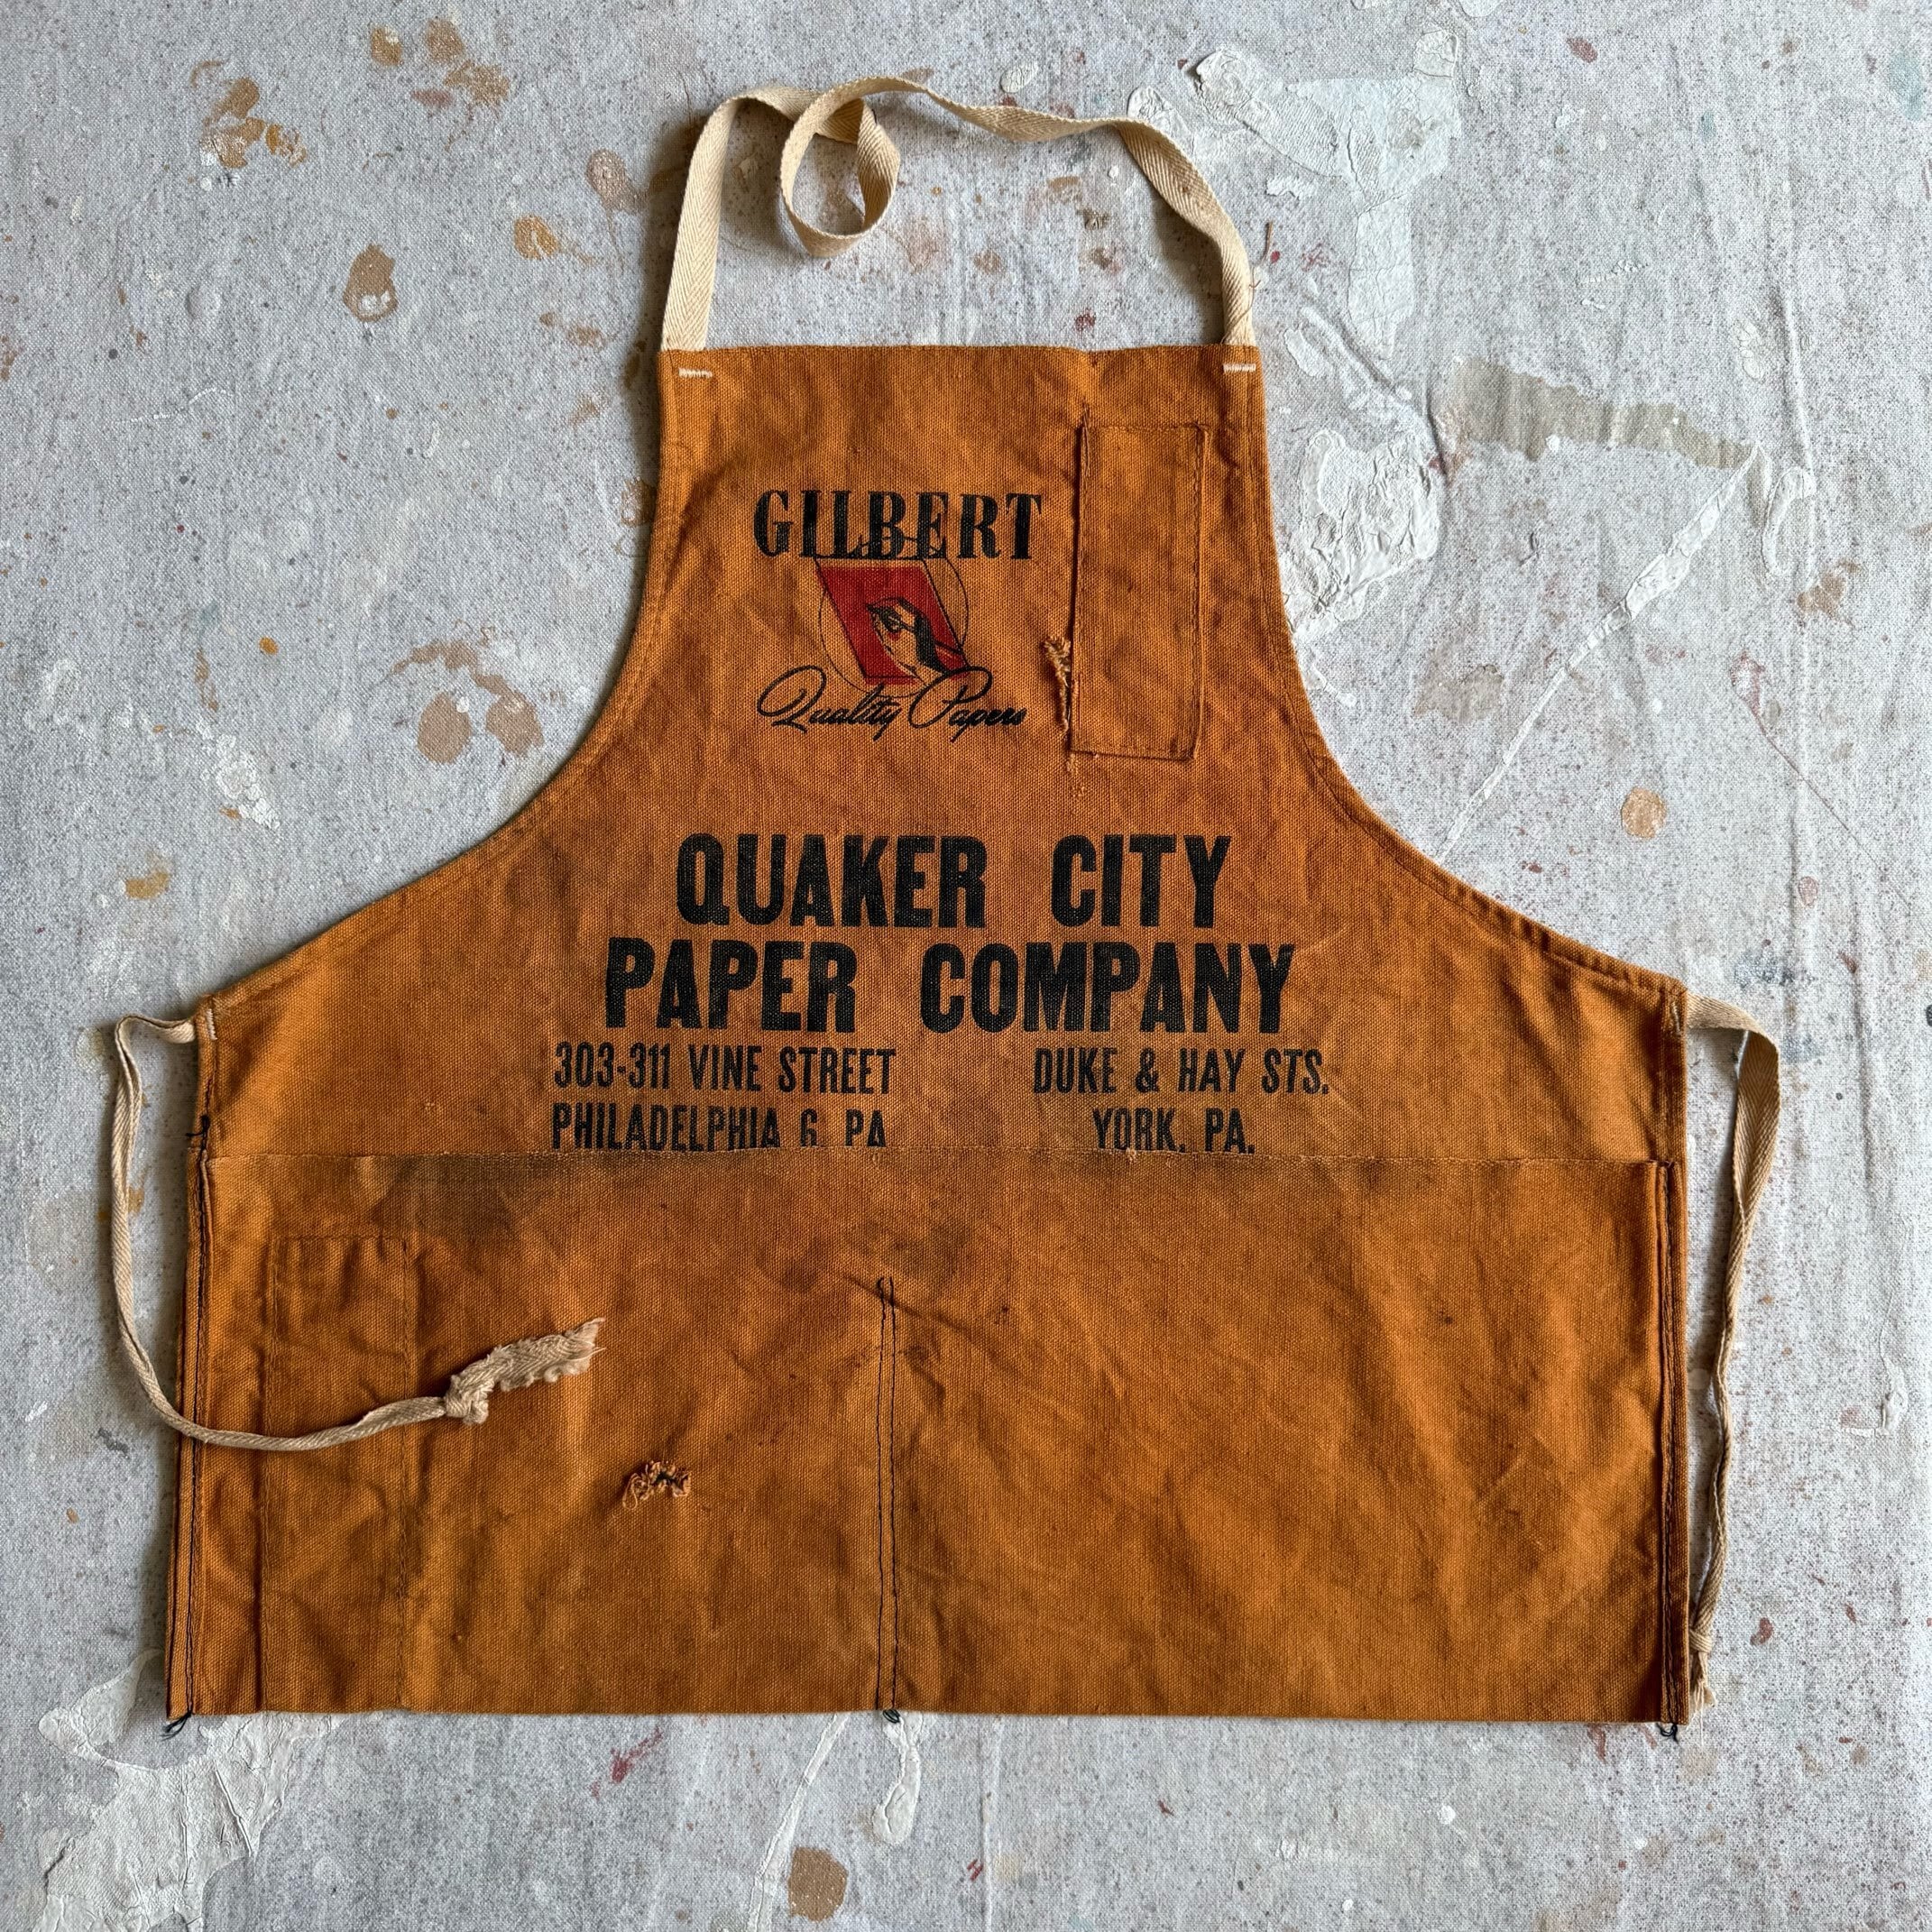 GILBERT
Quality Papers
QUAKER CITY
PAPER COMPANY
303-311 VINE STREET
PHILADELPHIA 6, PA
DUKE & HAY STS.
YORK, PA.